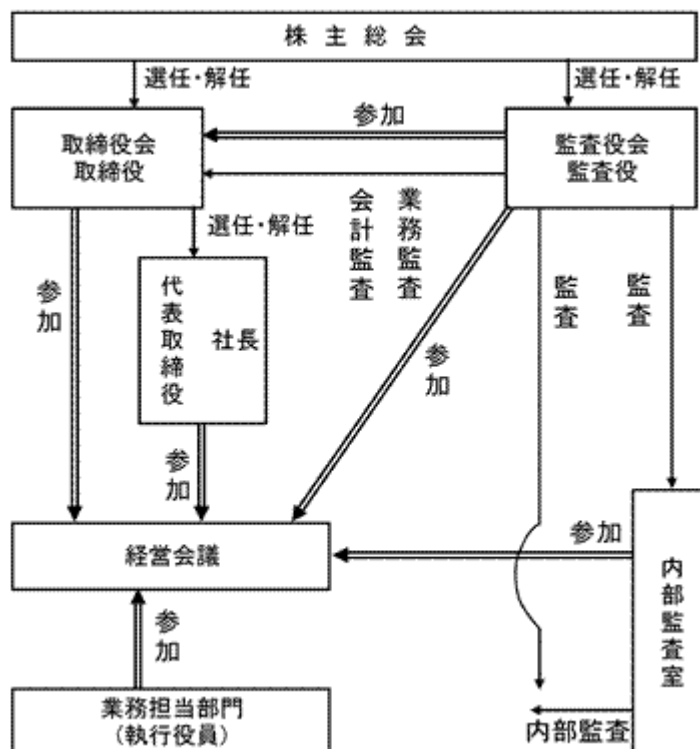 株主総会
選任・解任
選任・解任
取締役会
取締役
参加
監査役会
監査役
会計監査
業務監査
選任・解任
参加
代表取締役
社長
監査
監査
参加
参加
経営会議
参加
内部監査室
参加
業務担当部門
(執行役員)
内部監査